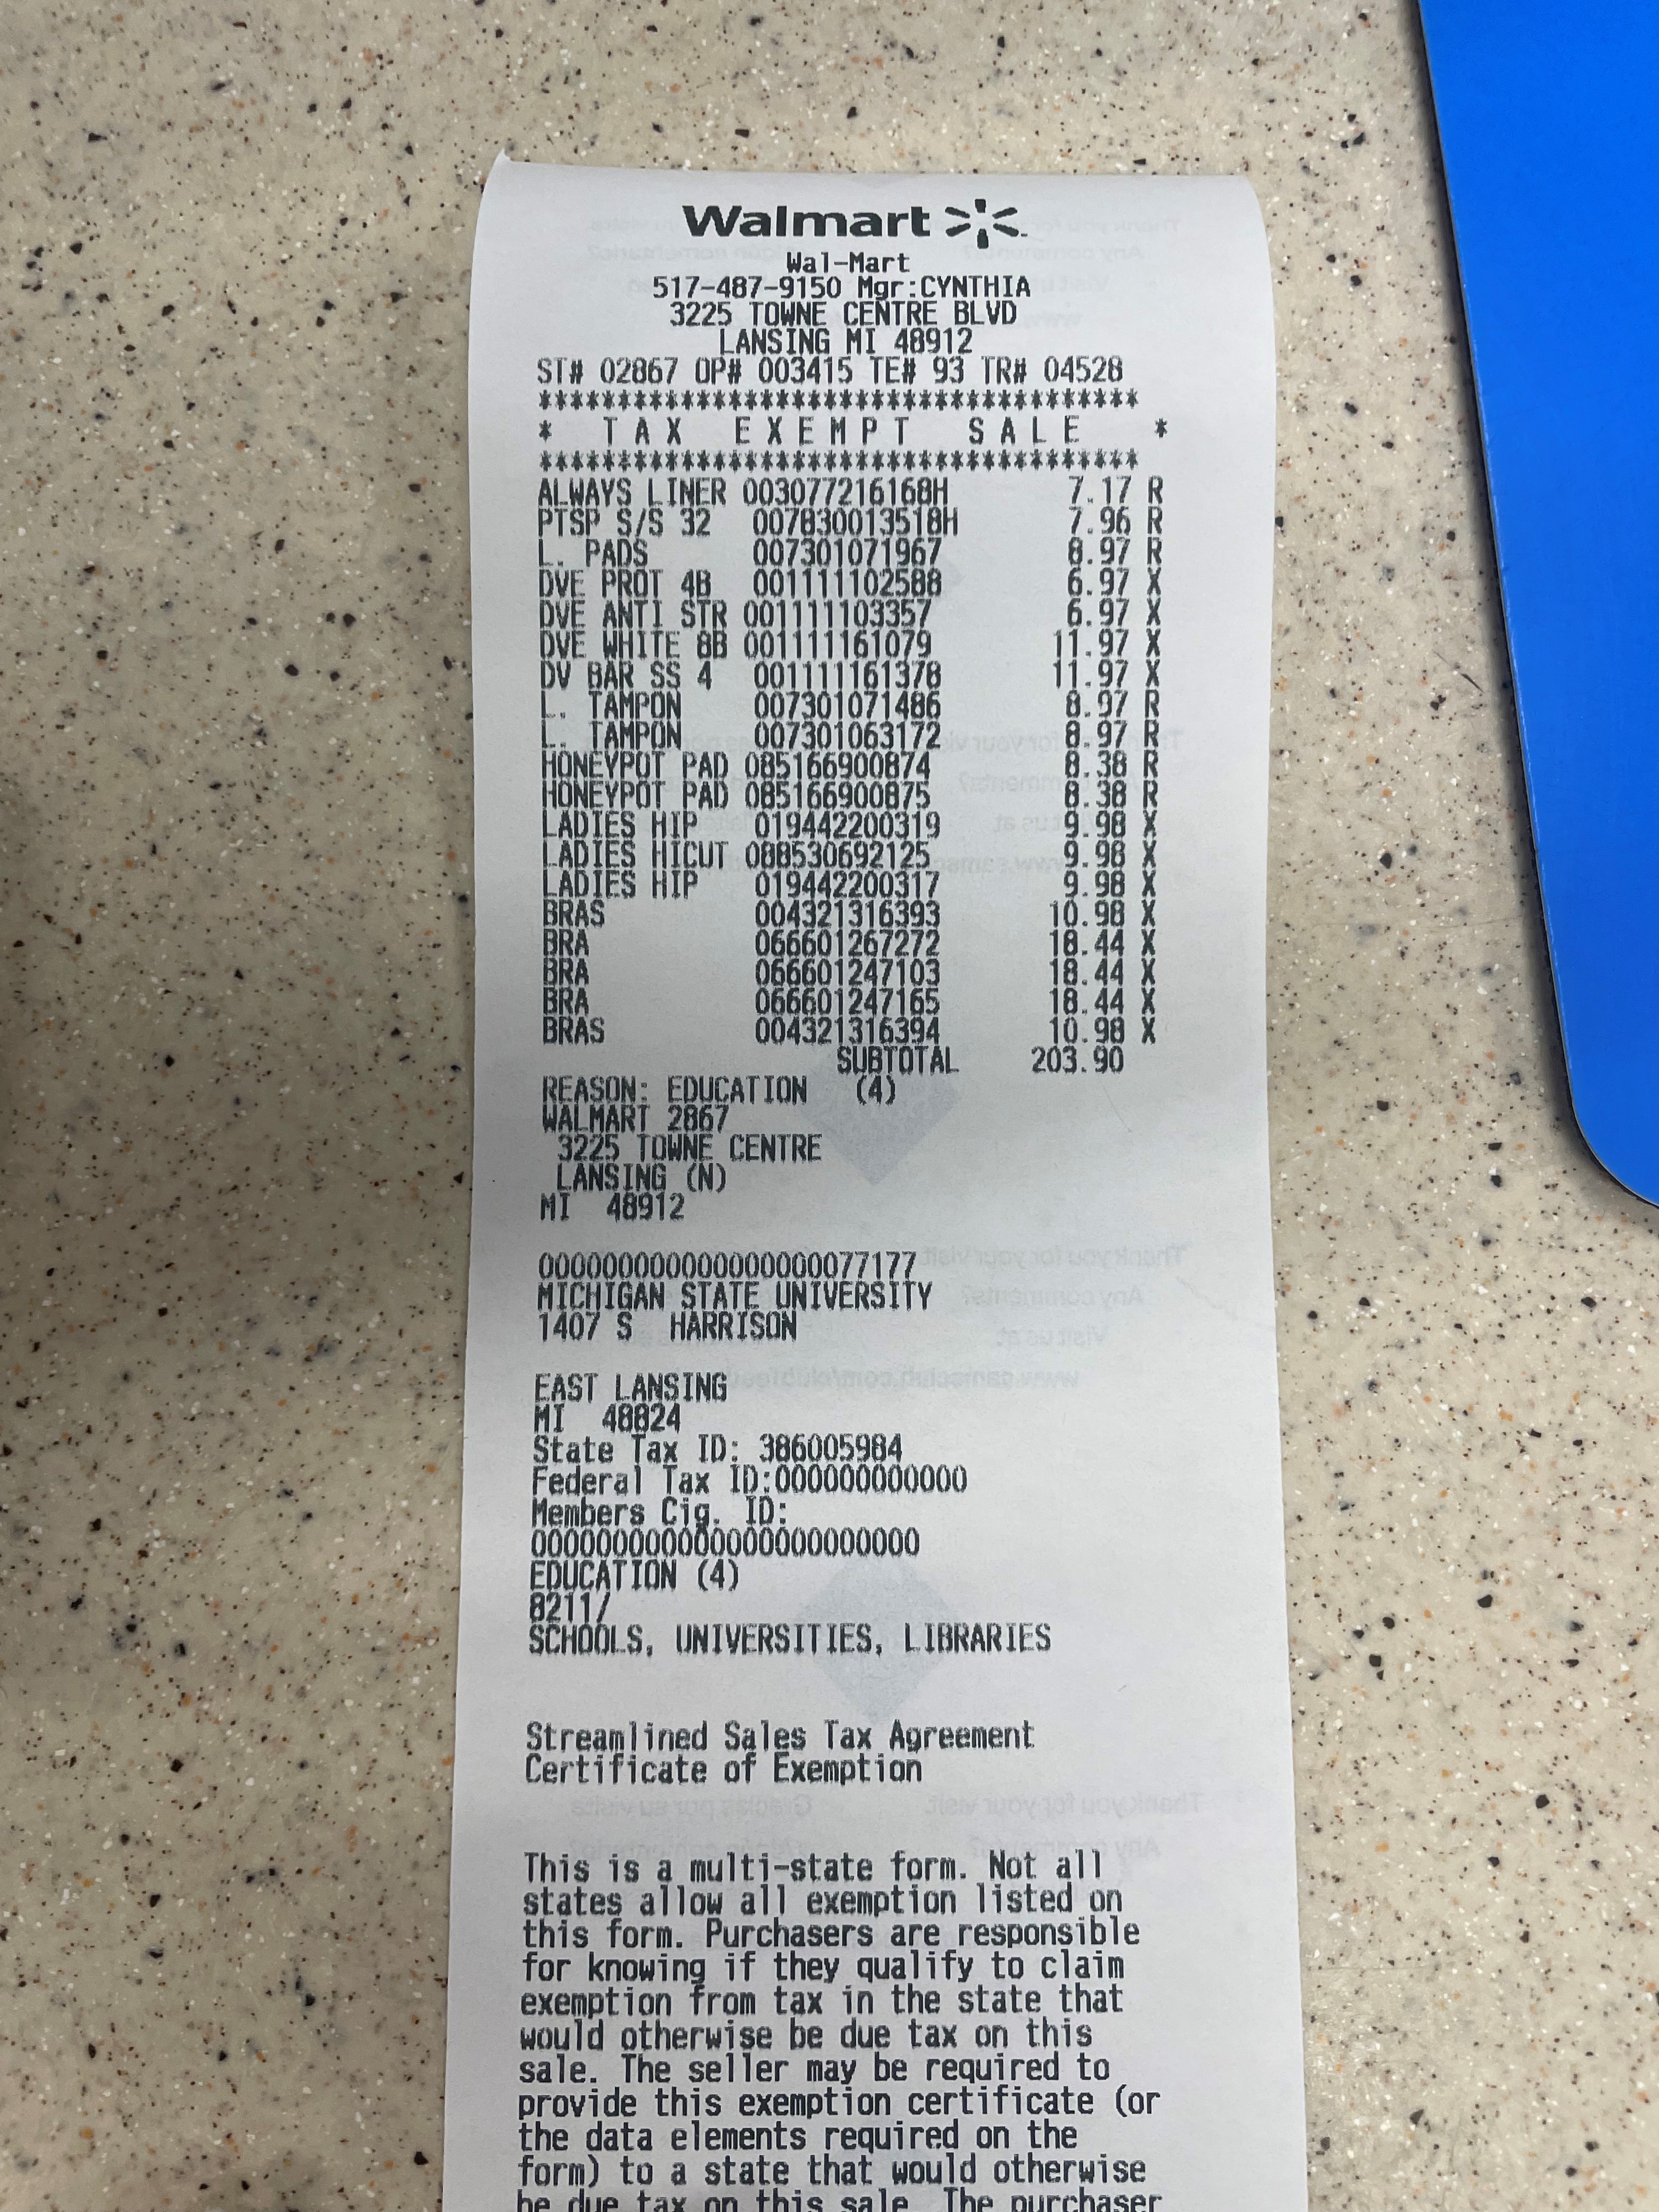 Walmart
Wal-Mart
517-487-9150 Mgr:CYNTHIA
3225 TOWNE CENTRE BLVD
LANSING MI 48912
ST# 02867 OP# 003415 TE# 93 TR# 04528
**************************************
* TAX EXEMPT SALE *
**************************************
ALWAYS LINER 003077216168H 7.17 R
PTSP S/S 32 007830013518H 7.96 R
L. PADS 007301071967 8.97 R
DVE PROT 4B 001111102588 6.97 X
DVE ANTI STR 001111103357 6.97 X
DVE WHITE 8B 001111161079 11.97 X
DV BAR SS 4 001111161378 11.97 X
L. TAMPON 007301071486 8.97 R
L. TAMPON 007301063172 8.97 R
HONEYPOT PAD 085166900874 8.38 R
HONEYPOT PAD 085166900875 8.38 R
LADIES HIP 019442200319 9.98 X
LADIES HICUT 088530692125 9.98 X
LADIES HIP 019442200317 9.98 X
BRAS 004321316393 10.98 X
BRA 066601267272 18.44 X
BRA 066601247103 18.44 X
BRA 066601247165 18.44 X
BRAS 004321316394 10.98 X
SUBTOTAL 203.90
REASON: EDUCATION (4)
WALMART 2867
3225 TOWNE CENTRE
LANSING (N)
MI 48912
00000000000000000077177
MICHIGAN STATE UNIVERSITY
1407 S HARRISON
EAST LANSING
MI 48824
State Tax ID: 386005984
Federal Tax ID:000000000000
Members Cig. ID:
000000000000000000000000
EDUCATION (4)
8211/
SCHOOLS, UNIVERSITIES, LIBRARIES
Streamlined Sales Tax Agreement
Certificate of Exemption
This is a multi-state form. Not all
states allow all exemption listed on
this form. Purchasers are responsible
for knowing if they qualify to claim
exemption from tax in the state that
would otherwise be due tax on this
sale. The seller may be required to
provide this exemption certificate (or
the data elements required on the
form) to a state that would otherwise
be due tax on this sale. The purchaser